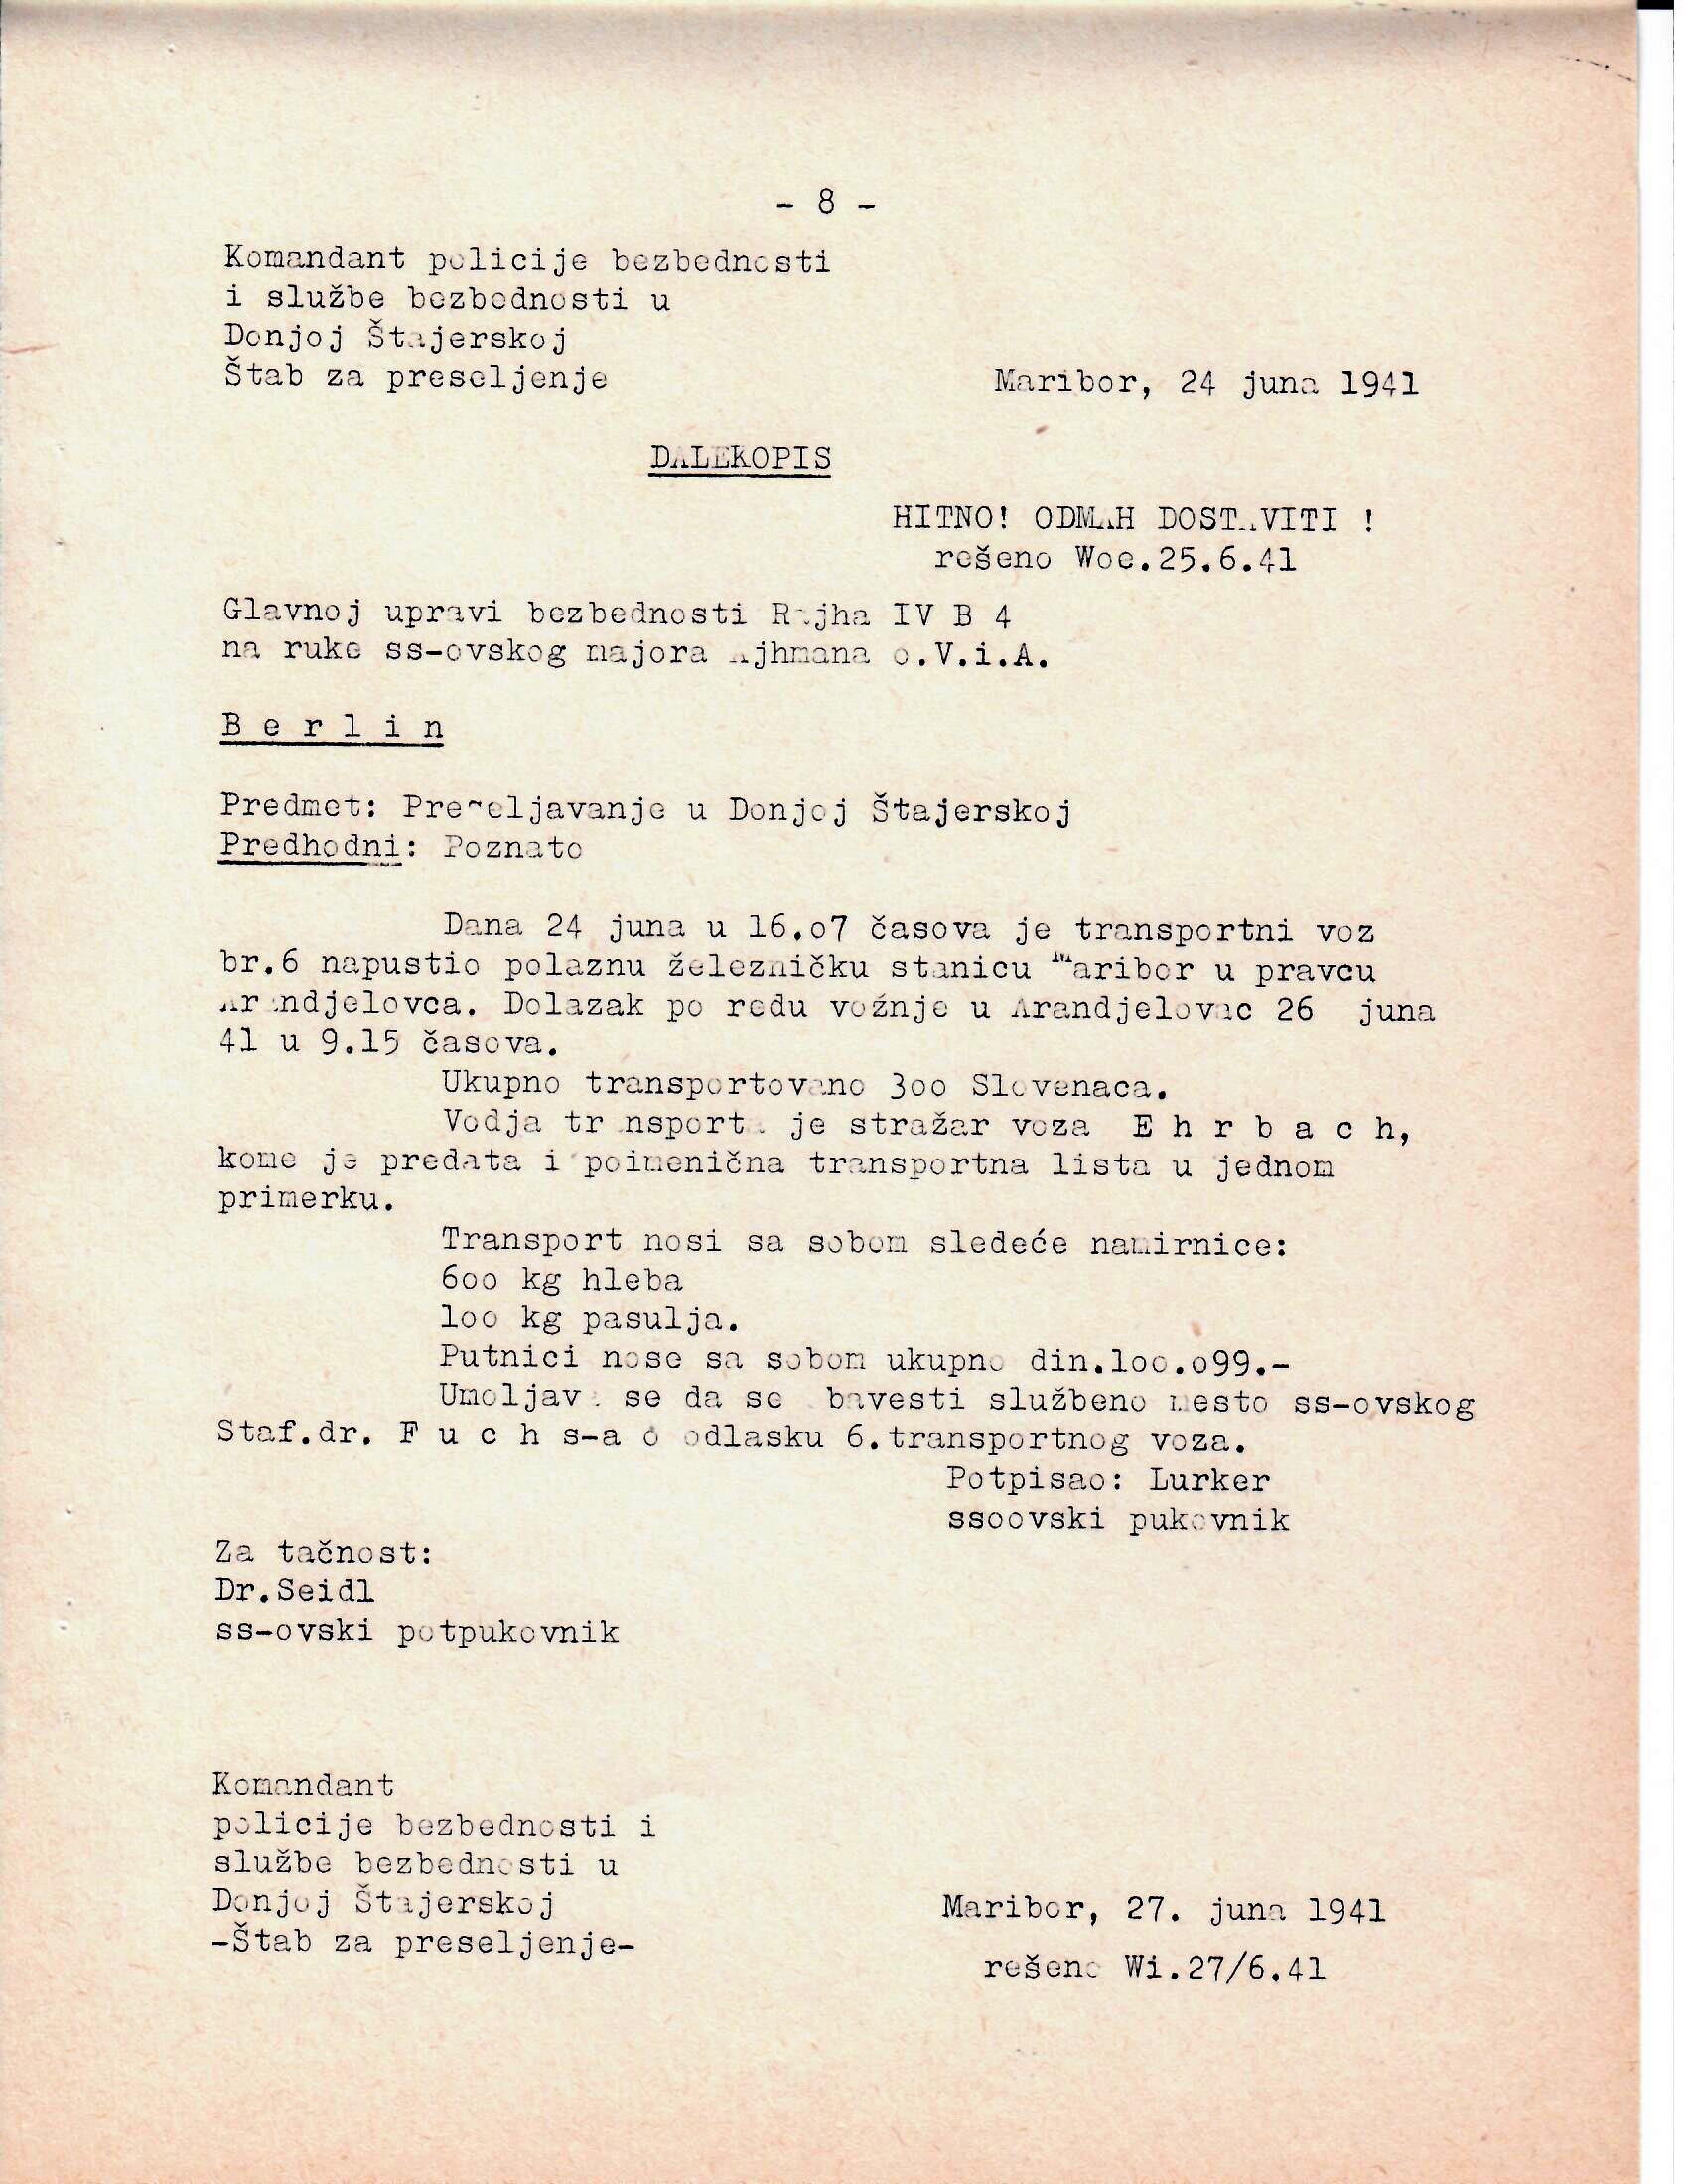 - 8 -
Komandant policije bezbednosti
i službe bezbednosti u
Donjoj Štajerskoj
Štab za preseljenje
Maribor, 24 juna 1941
DALEKOPIS
HITNO! ODMAH DOSTAVITI !
rešeno Woe.25.6.41
Glavnoj upravi bezbednosti Rajha IV B 4
na ruke ss-ovskog majora Ajhmana o.V.i.A.
B e r l i n
Predmet: Preseljavanje u Donjoj Štajerskoj
Predhodni: Poznato
Dana 24 juna u 16.o7 časova je transportni voz
br.6 napustio polaznu železničku stanicu Maribor u pravcu
Arandjelovca. Dolazak po redu vožnje u Arandjelovac 26 juna
41 u 9.15 časova.
Ukupno transportovano 3oo Slovenaca.
Vodja transporta je stražar voza E h r b a c h,
kome je predata i poimenična transportna lista u jednom
primerku.
Transport nosi sa sobom sledeće namirnice:
6oo kg hleba
loo kg pasulja.
Putnici nose sa sobom ukupno din.loo.o99.-
Umoljava se da se obavesti službeno mesto ss-ovskog
Staf.dr. F u c h s-a o odlasku 6.transportnog voza.
Potpisao: Lurker
ssoovski pukovnik
Za tačnost:
Dr.Seidl
ss-ovski potpukovnik
Komandant
policije bezbednosti i
službe bezbednosti u
Donjoj Štajerskoj
-Štab za preseljenje-
Maribor, 27. juna 1941
rešeno Wi.27/6.41